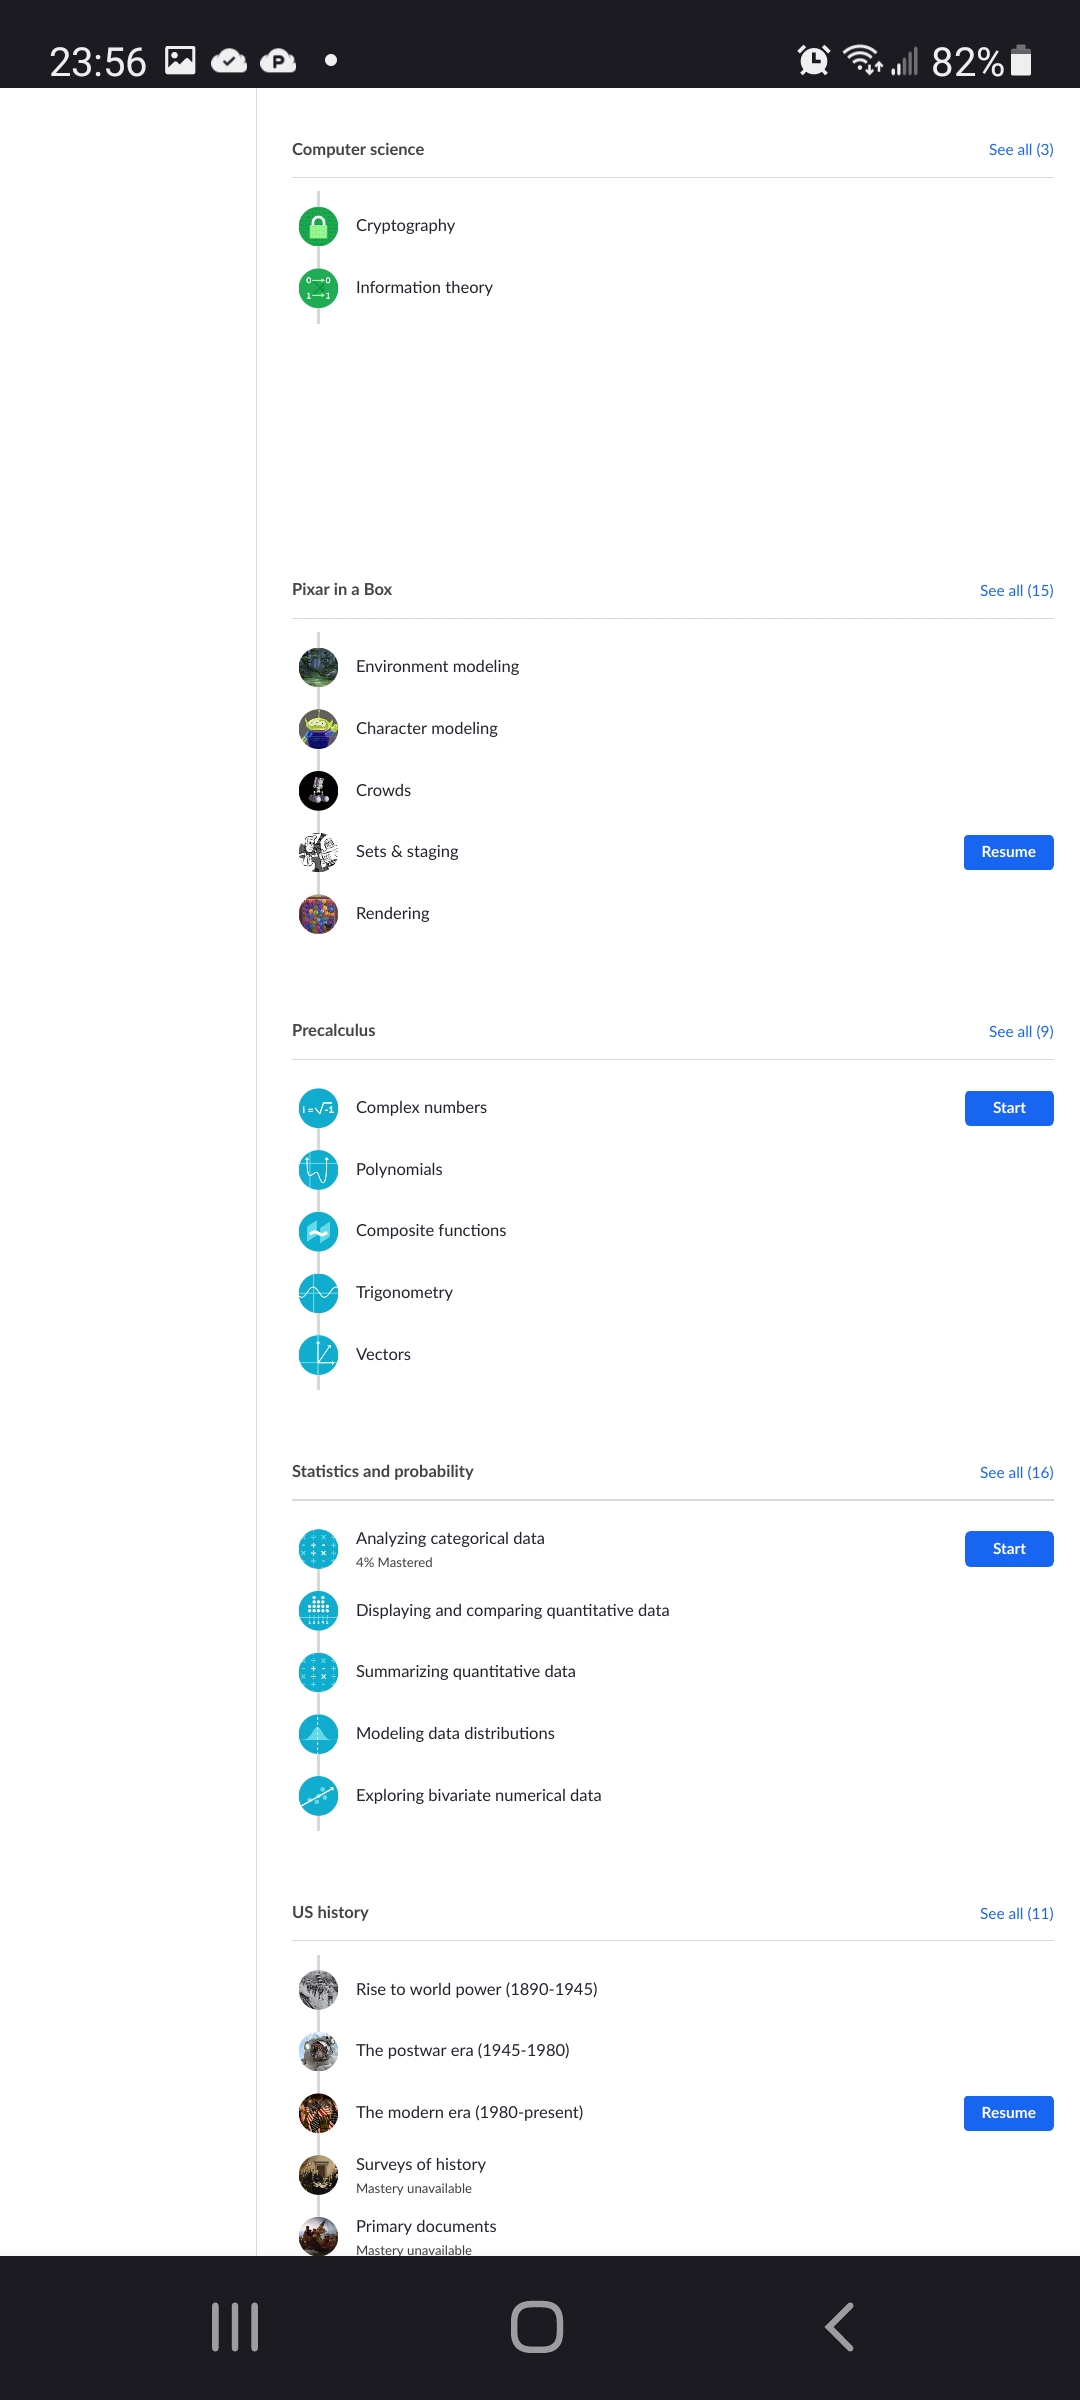 23:56
P
82%
Computer science
See all (3)
Cryptography
0→0
1→1
Information theory
Pixar in a Box
See all (15)
Environment modeling
Character modeling
Crowds
Sets & staging
Resume
Rendering
Precalculus
See all (9)
i = √-1
Complex numbers
Start
Polynomials
Composite functions
Trigonometry
Vectors
Statistics and probability
See all (16)
Analyzing categorical data
Start
4% Mastered
Displaying and comparing quantitative data
Summarizing quantitative data
Modeling data distributions
Exploring bivariate numerical data
US history
See all (11)
Rise to world power (1890-1945)
The postwar era (1945-1980)
The modern era (1980-present)
Resume
Surveys of history
Mastery unavailable
Primary documents
Mastery unavailable